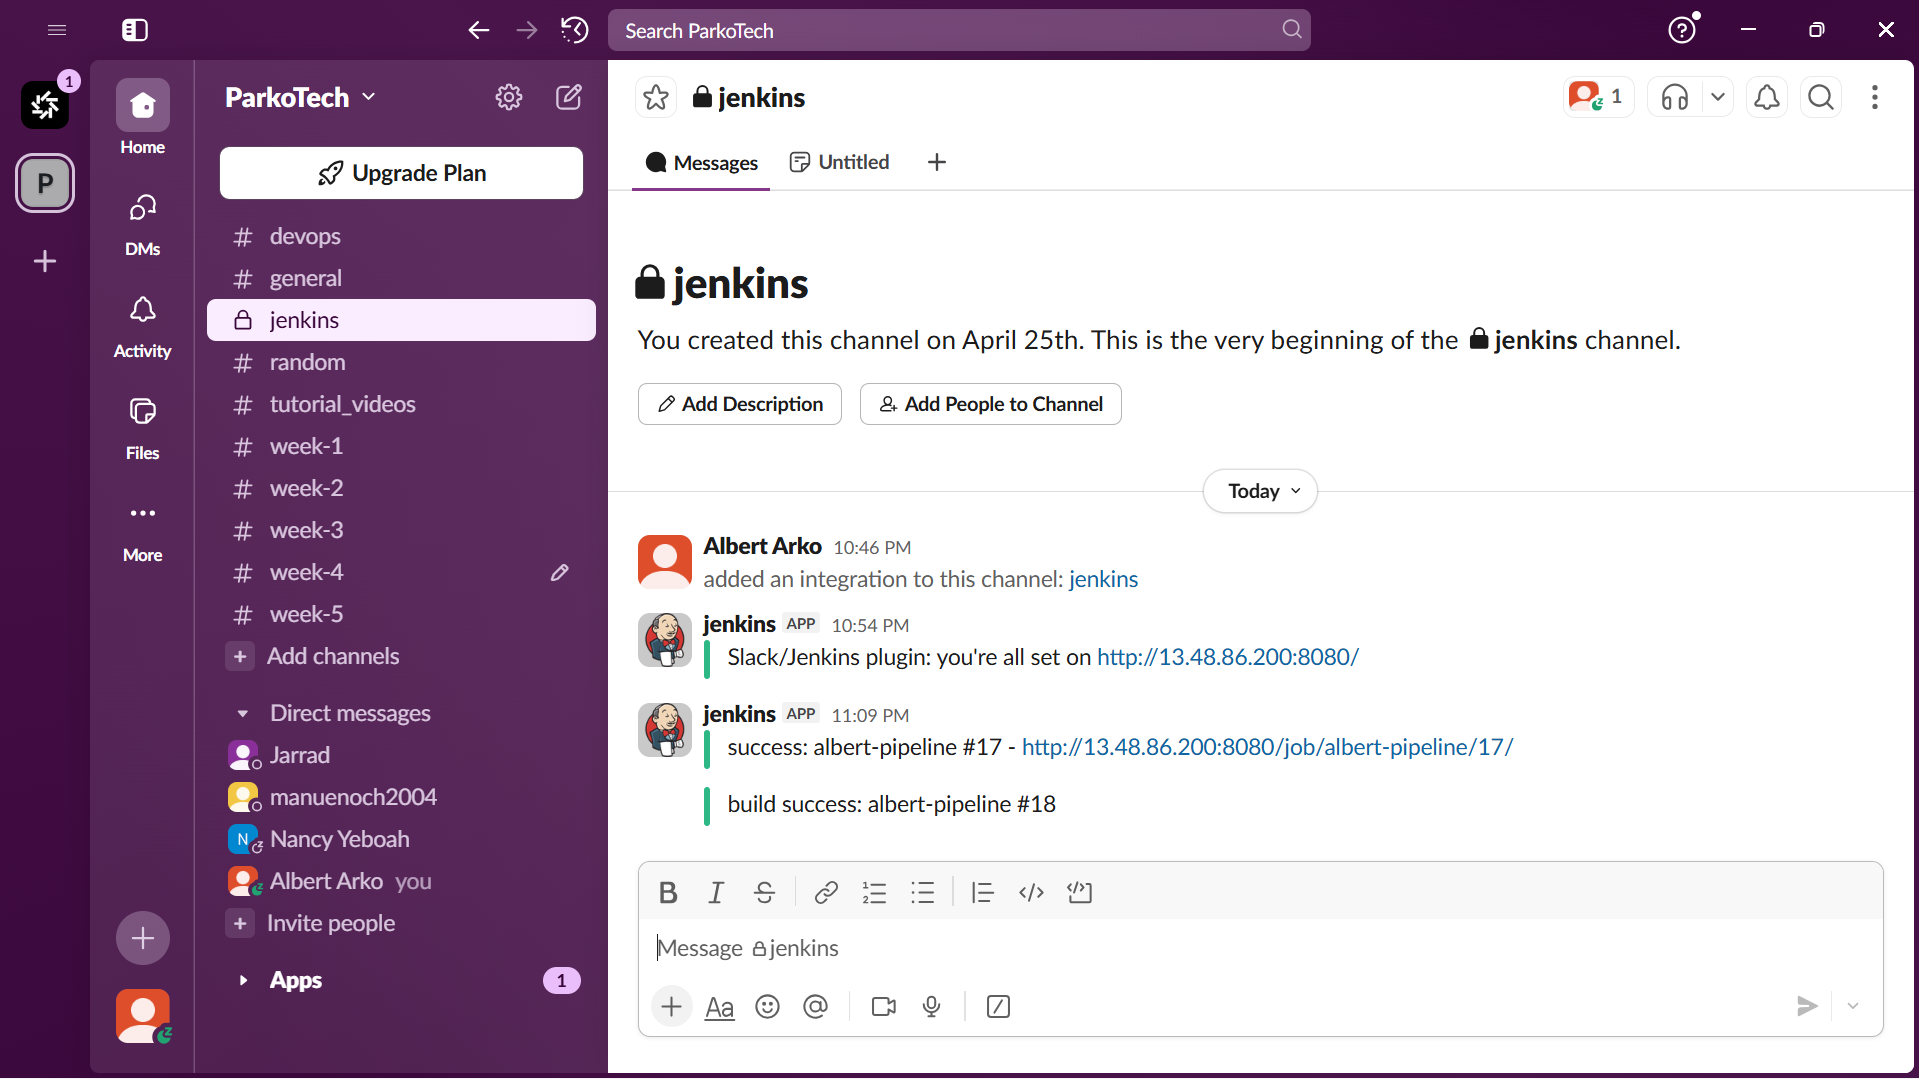 Search ParkoTech
1
P
Home
DMs
Activity
Files
More
ParkoTech
Upgrade Plan
# devops
# general
jenkins
# random
# tutorial_videos
# week-1
# week-2
# week-3
# week-4
# week-5
+ Add channels
Direct messages
Jarrad
manuenoch2004
N Nancy Yeboah
Albert Arko you
+ Invite people
Apps 1
jenkins
1
Messages Untitled
jenkins
You created this channel on April 25th. This is the very beginning of the jenkins channel.
Add Description Add People to Channel
Today
Albert Arko 10:46 PM
added an integration to this channel: jenkins
jenkins APP 10:54 PM
Slack/Jenkins plugin: you're all set on http://13.48.86.200:8080/
jenkins APP 11:09 PM
success: albert-pipeline #17 - http://13.48.86.200:8080/job/albert-pipeline/17/
build success: albert-pipeline #18
B I S
Message jenkins
Aa